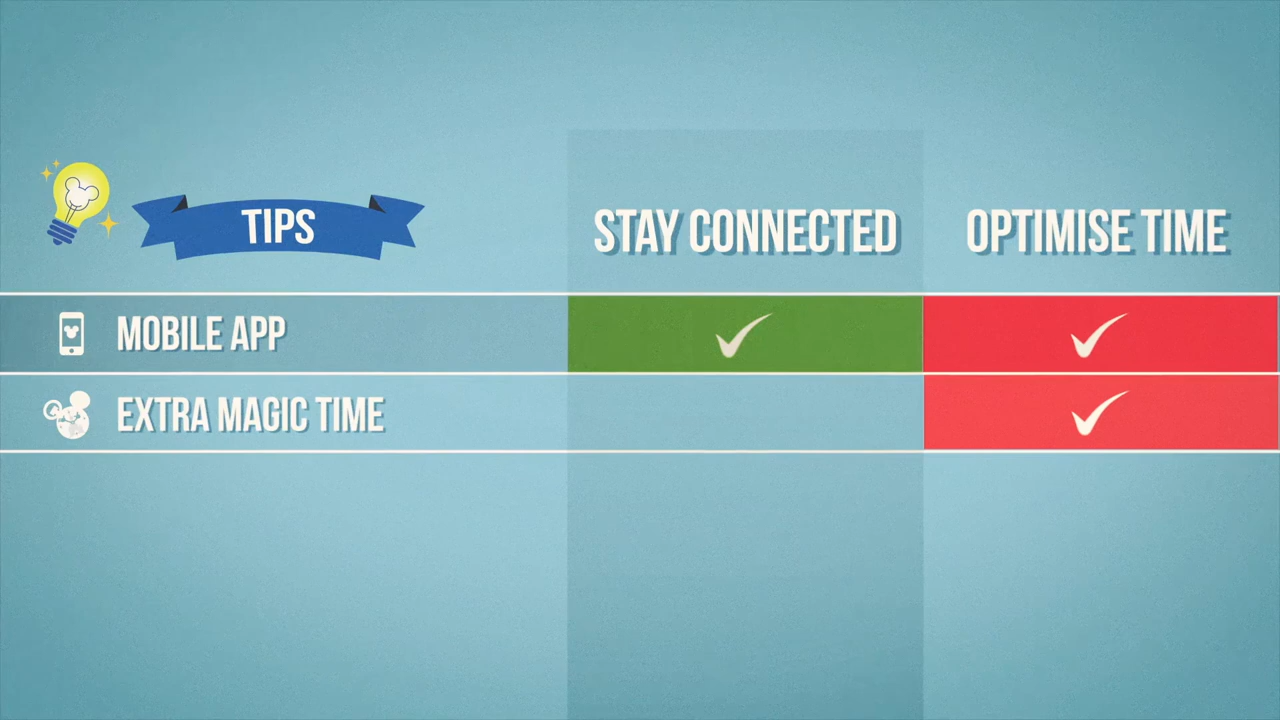 TIPS
STAY CONNECTED
OPTIMISE TIME
MOBILE APP
EXTRA MAGIC TIME